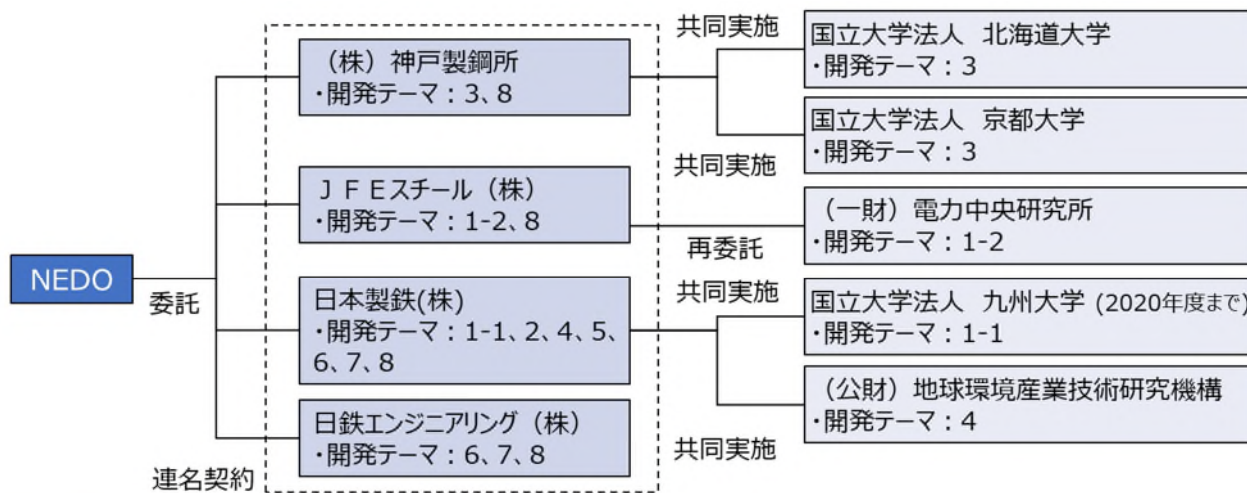 NEDO
委託
連名契約
（株）神戸製鋼所
・開発テーマ：3、8
ＪＦＥスチール（株）
・開発テーマ：1-2、8
日本製鉄(株)
・開発テーマ：1-1、2、4、5、
6、7、8
日鉄エンジニアリング（株）
・開発テーマ：6、7、8
共同実施
国立大学法人　北海道大学
・開発テーマ：3
国立大学法人　京都大学
・開発テーマ：3
共同実施
（一財）電力中央研究所
・開発テーマ：1-2
再委託
共同実施
国立大学法人　九州大学 (2020年度まで)
・開発テーマ：1-1
（公財）地球環境産業技術研究機構
・開発テーマ：4
共同実施